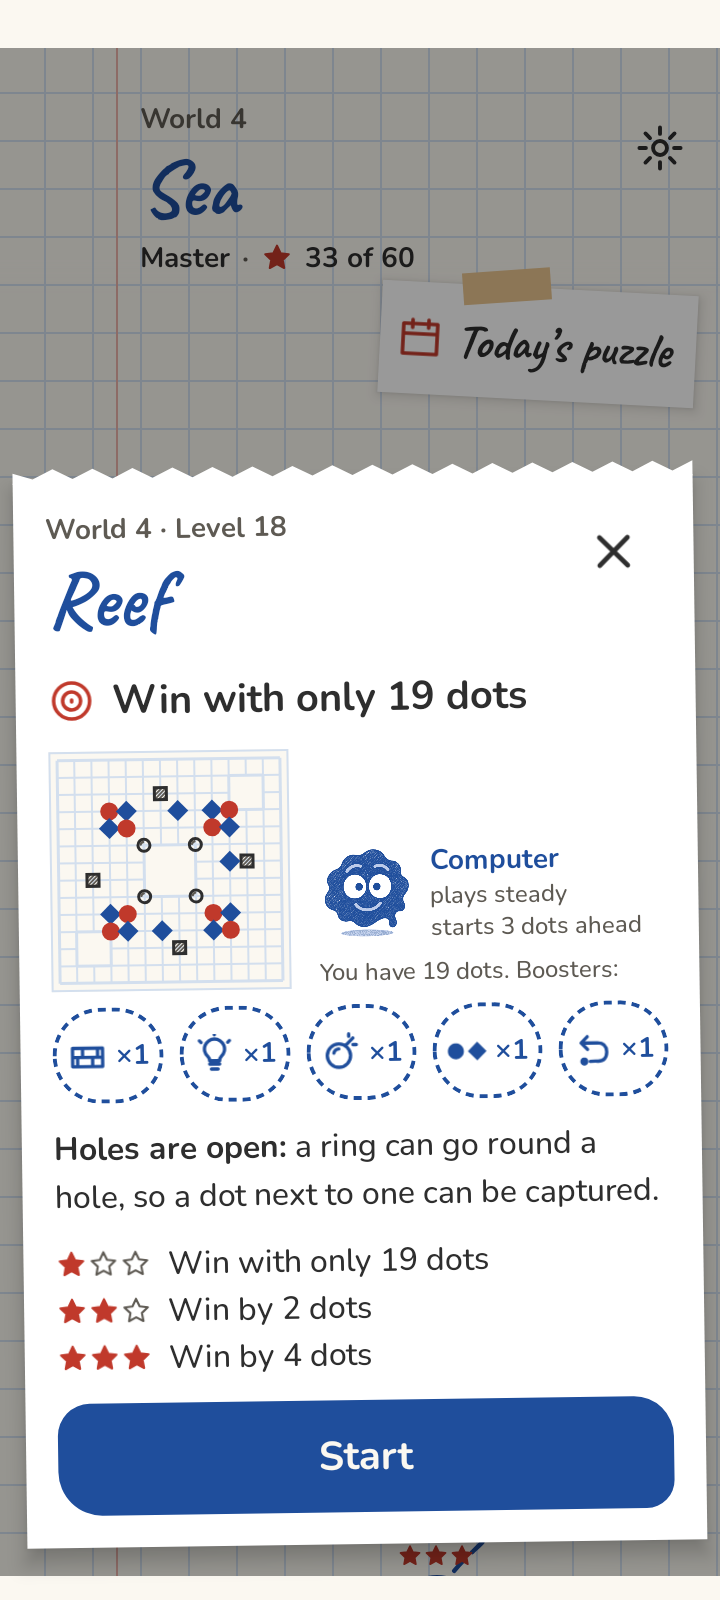 World 4
Sea
Master · 33 of 60
Today's puzzle
World 4 · Level 18
Reef
Win with only 19 dots
Computer
plays steady
starts 3 dots ahead
You have 19 dots. Boosters:
×1 ×1 ×1 ×1 ×1
Holes are open: a ring can go round a
hole, so a dot next to one can be captured.
Win with only 19 dots
Win by 2 dots
Win by 4 dots
Start